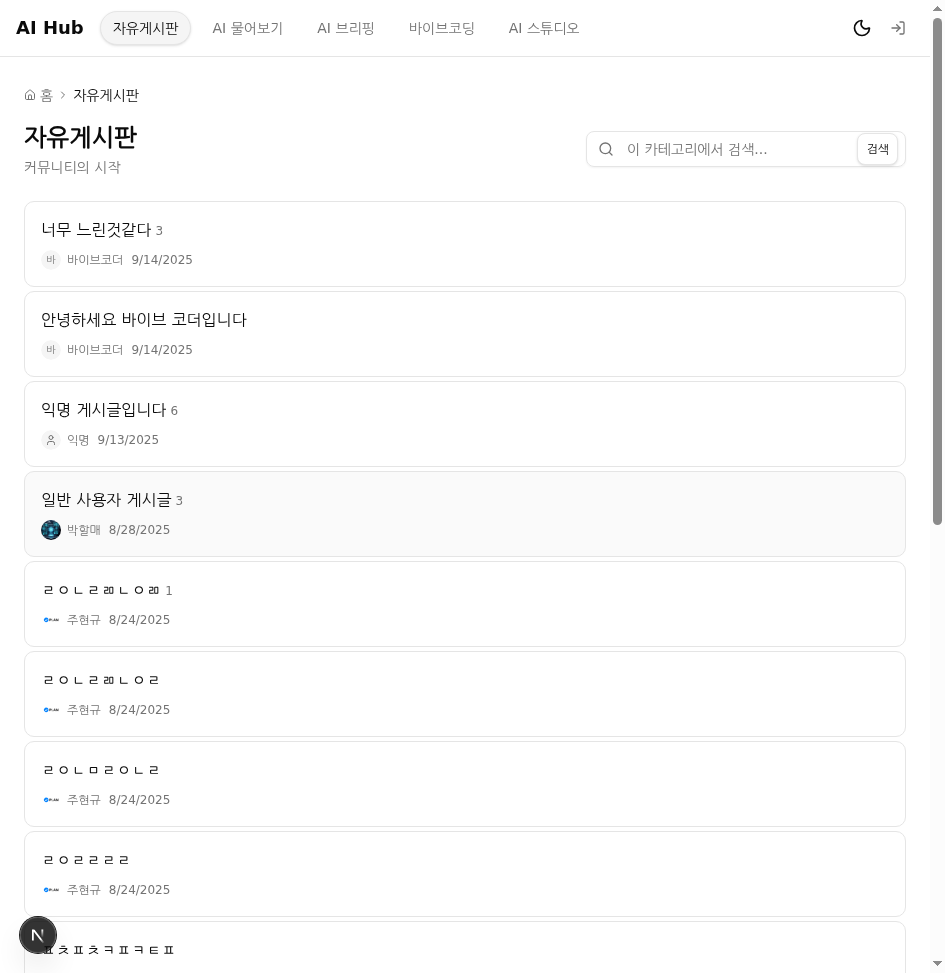 AI Hub 자유게시판 AI 물어보기 AI 브리핑 바이브코딩 AI 스튜디오
홈 > 자유게시판
자유게시판
커뮤니티의 시작
이 카테고리에서 검색... 검색
너무 느린것같다 3
바 바이브코더 9/14/2025
안녕하세요 바이브 코더입니다
바 바이브코더 9/14/2025
익명 게시글입니다 6
익명 9/13/2025
일반 사용자 게시글 3
박할매 8/28/2025
ㄹㅇㄴㄹㄻㄴㅇㄻ 1
주현규 8/24/2025
ㄹㅇㄴㄹㄻㄴㅇㄹ
주현규 8/24/2025
ㄹㅇㄴㅁㄹㅇㄴㄹ
주현규 8/24/2025
ㄹㅇㄹㄹㄹㄹ
주현규 8/24/2025
ㅍㅊㅍㅊㅋㅍㅋㅌㅍ
N